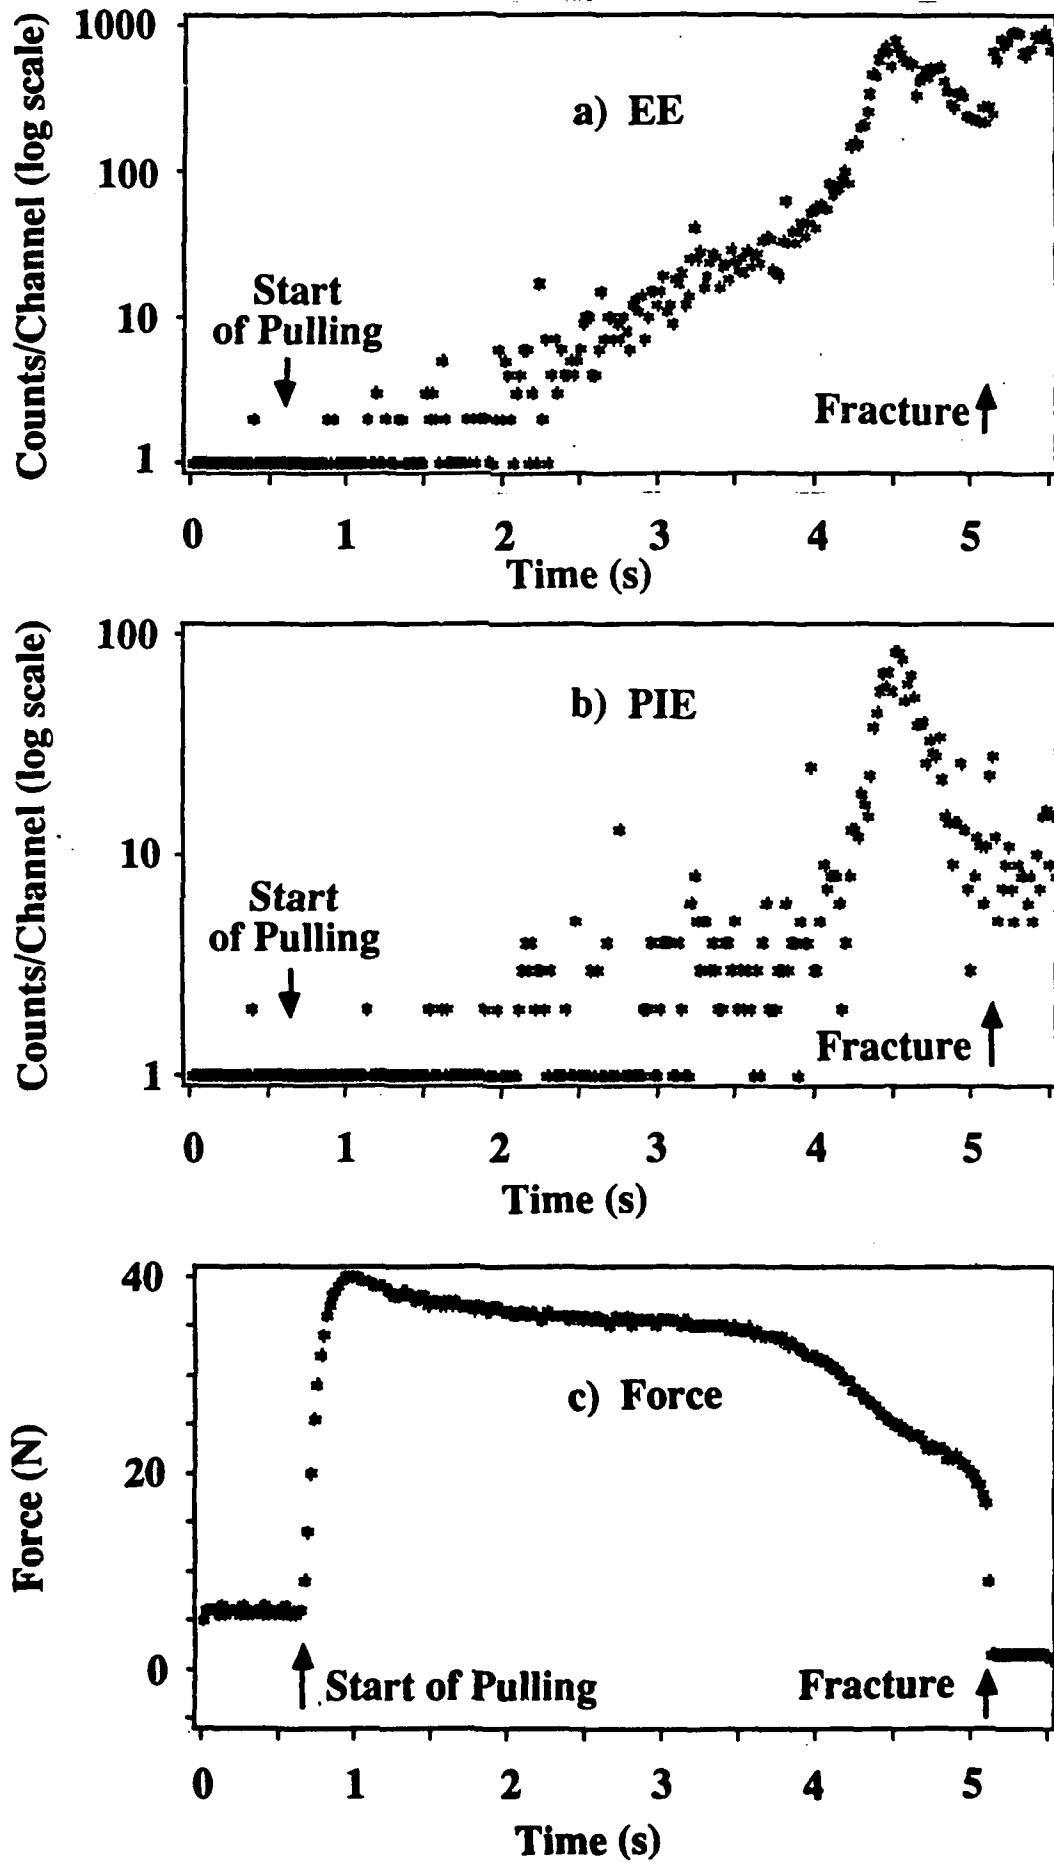 1000
100
10
1
Counts/Channel (log scale)
a) EE
Start
of Pulling
Fracture
0 1 2 3 4 5
Time (s)
100
10
1
Counts/Channel (log scale)
b) PIE
Start
of Pulling
Fracture
0 1 2 3 4 5
Time (s)
40
20
0
Force (N)
c) Force
Start of Pulling
Fracture
0 1 2 3 4 5
Time (s)